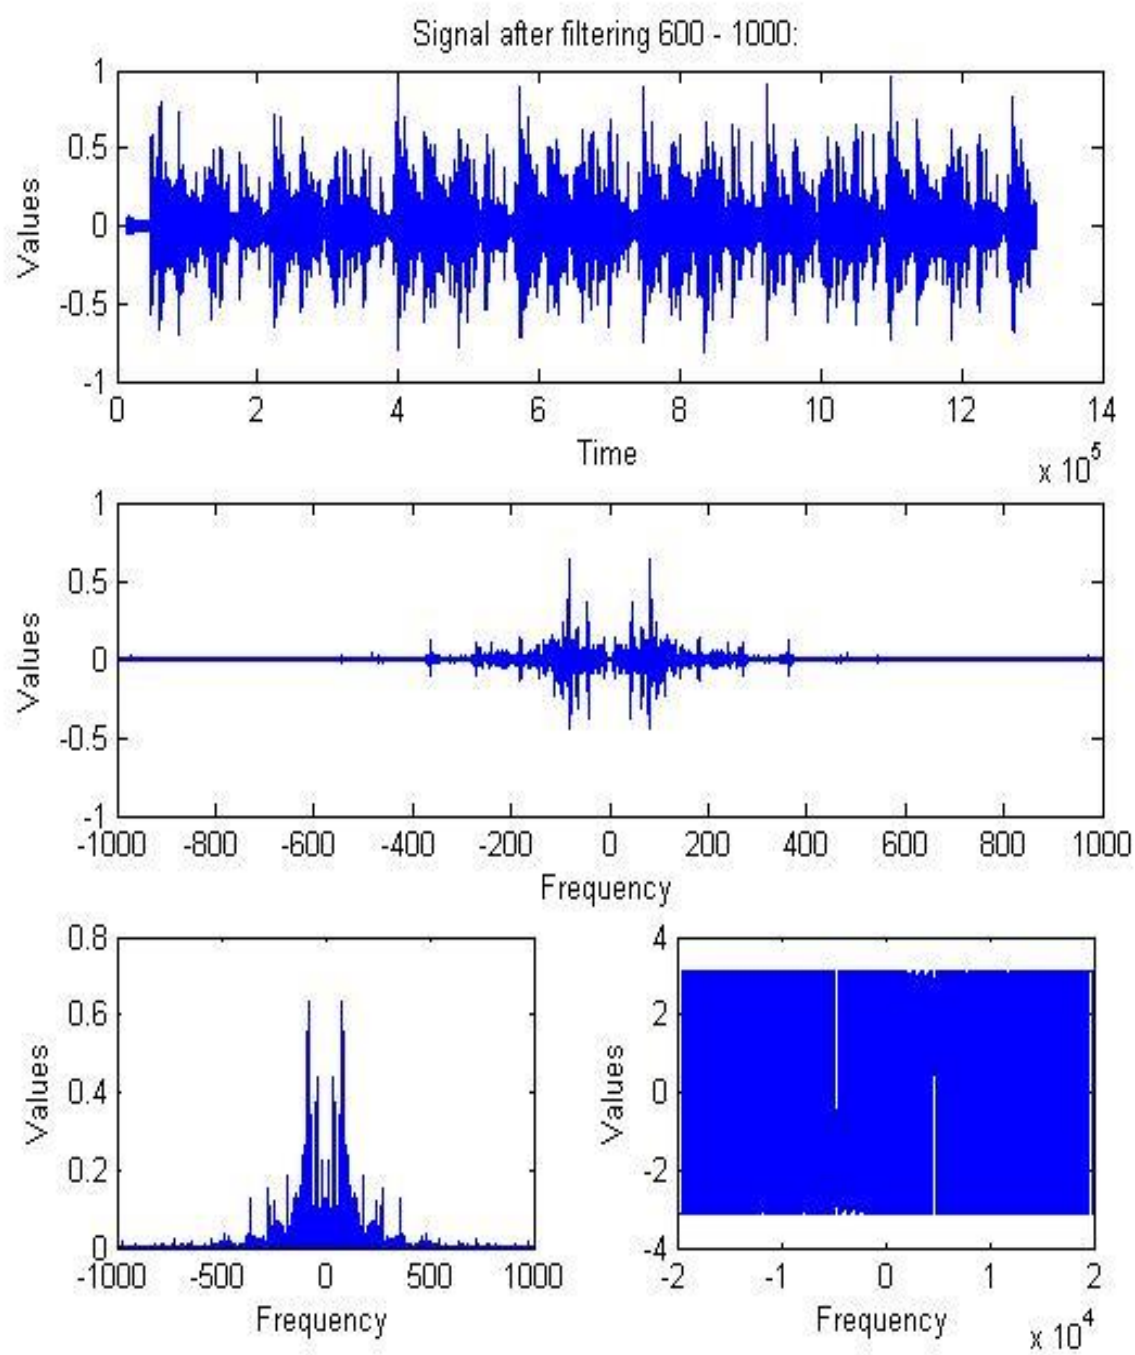 Signal after filtering 600 - 1000:
1
0.5
0
-0.5
-1
Values
0 2 4 6 8 10 12 14
Time
x 10^5
1
0.5
0
-0.5
-1
Values
-1000 -800 -600 -400 -200 0 200 400 600 800 1000
Frequency
0.8
0.6
0.4
0.2
0
Values
-1000 -500 0 500 1000
Frequency
4
2
0
-2
-4
Values
-2 -1 0 1 2
Frequency
x 10^4